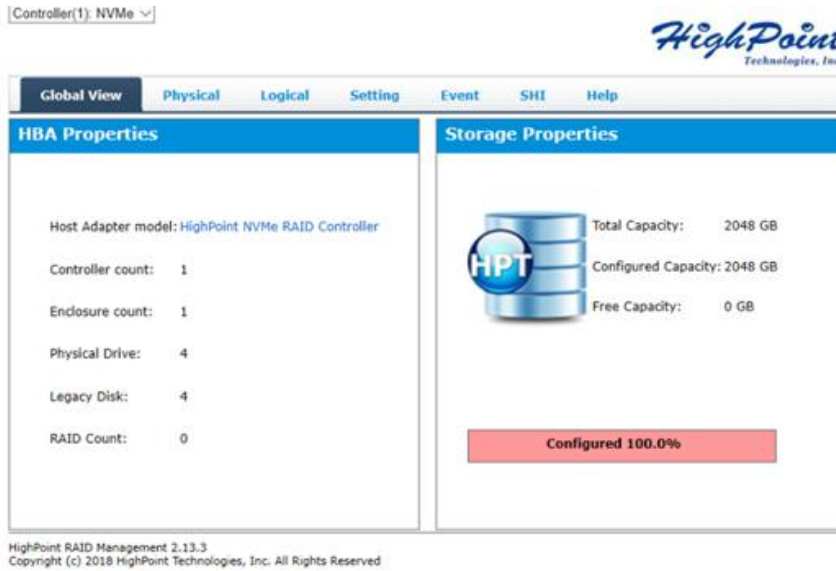 Controller(1): NVMe
HighPoint
Technologies, Inc
Global View Physical Logical Setting Event SHI Help
HBA Properties
Host Adapter model: HighPoint NVMe RAID Controller
Controller count: 1
Enclosure count: 1
Physical Drive: 4
Legacy Disk: 4
RAID Count: 0
Storage Properties
HPT
Total Capacity: 2048 GB
Configured Capacity: 2048 GB
Free Capacity: 0 GB
Configured 100.0%
HighPoint RAID Management 2.13.3
Copyright (c) 2018 HighPoint Technologies, Inc. All Rights Reserved